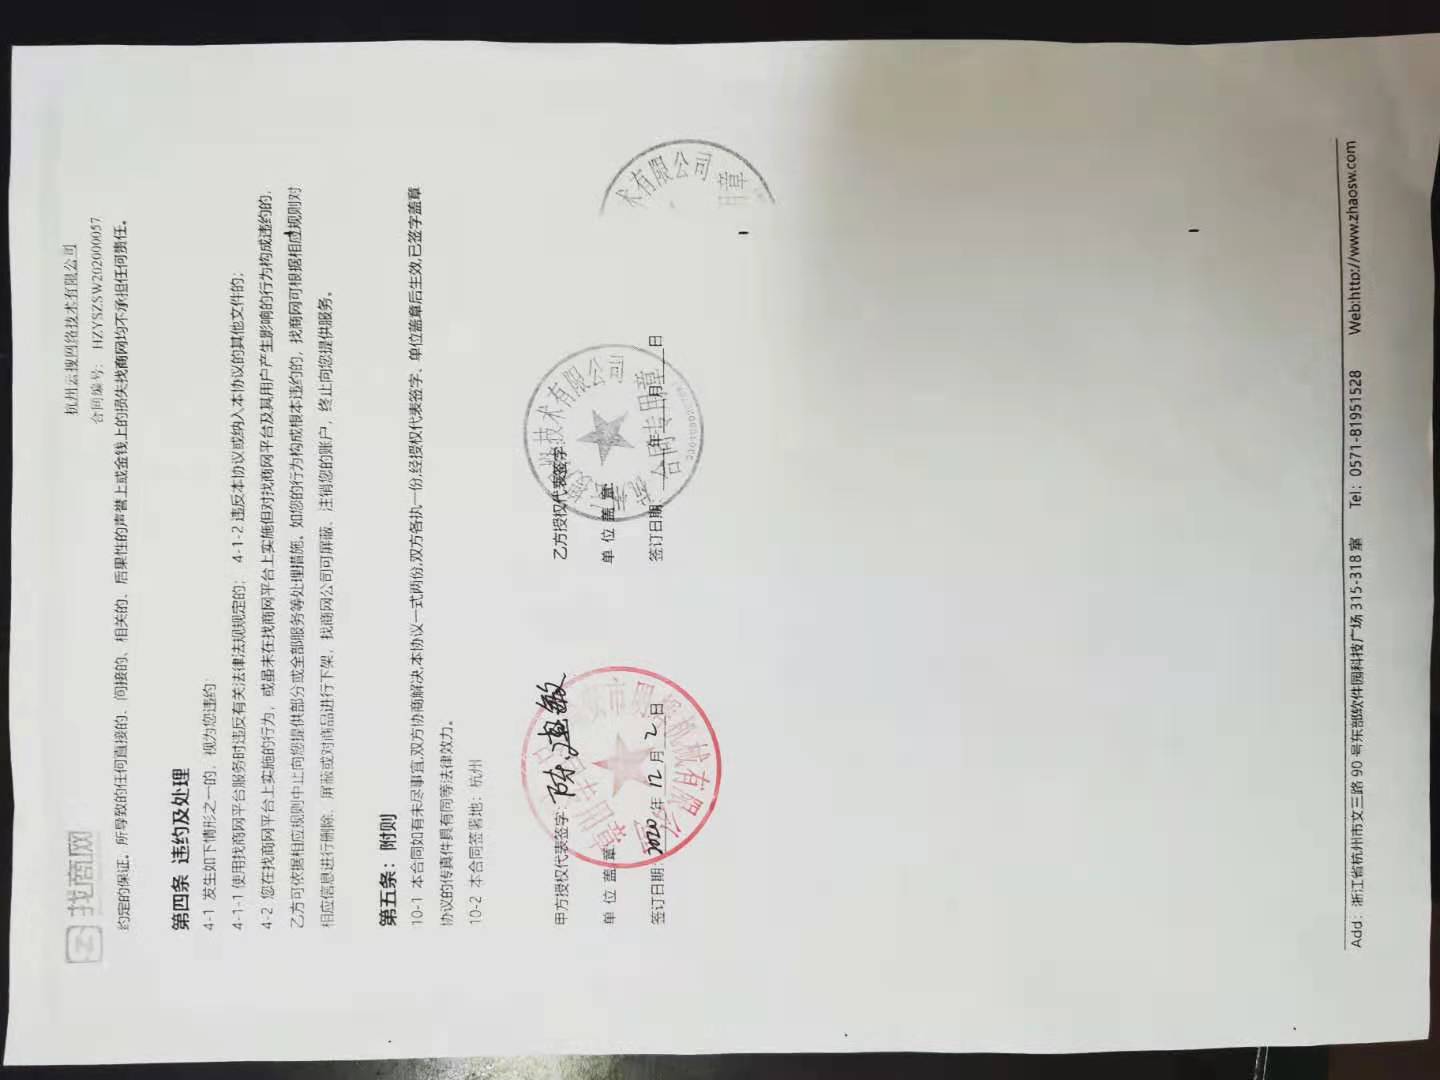 找商网
杭州云搜网络技术有限公司
合同编号: HZYSZSW202000057
约定的保证。所导致的任何直接的、间接的、相关的、后果性的声誉上或金钱上的损失找商网均不承担任何责任。
第四条 违约及处理
4-1 发生如下情形之一的，视为您违约:
4-1-1 使用找商网平台服务时违反有关法律法规规定的； 4-1-2 违反本协议或纳入本协议的其他文件的;
4-2 您在找商网平台上实施的行为，或虽未在找商网平台上实施但对找商网平台及其用户产生影响的行为构成违约的,
乙方可依据相应规则中止向您提供部分或全部服务等处理措施。如您的行为构成根本违约的，找商网可根据相应规则对
相应信息进行删除、屏蔽或对商品进行下架，找商网公司可屏蔽、注销您的账户，终止向您提供服务。
第五条：附则
10-1 本合同如有未尽事宜,双方协商解决,本协议一式两份,双方各执一份,经授权代表签字、单位盖章后生效,已签字盖章
协议的传真件具有同等法律效力。
10-2 本合同签署地：杭州
甲方授权代表签字: 乙方授权代表签字:
单 位 盖 章 单 位 盖 章
签订日期: 2020年 12月 2日 签订日期: 年 月 日
技术有限公司
合同专用章
术有限公司
用章
机械有限公
Add: 浙江省杭州市文三路 90 号东部软件园科技广场 315-318 室 Tel: 0571-81951528 Web:http://www.zhaosw.com